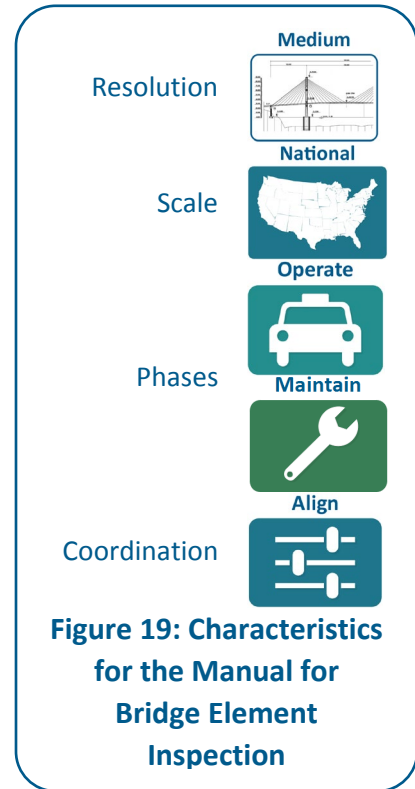 Medium
Resolution
National
Scale
Operate
Phases
Maintain
Align
Coordination
Figure 19: Characteristics
for the Manual for
Bridge Element
Inspection